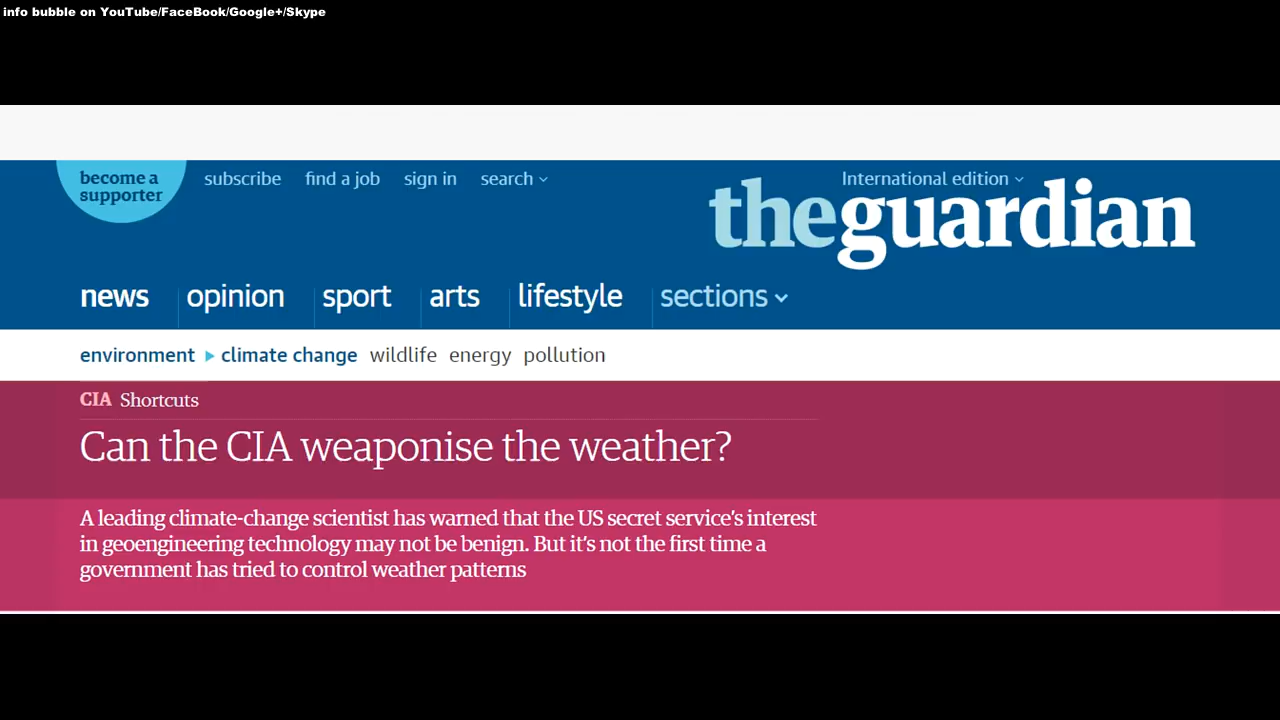 info bubble on YouTube/FaceBook/Google+/Skype
become a
supporter
subscribe find a job sign in search
International edition
theguardian
news opinion sport arts lifestyle sections
environment climate change wildlife energy pollution
CIA Shortcuts
Can the CIA weaponise the weather?
A leading climate-change scientist has warned that the US secret service's interest
in geoengineering technology may not be benign. But it's not the first time a
government has tried to control weather patterns